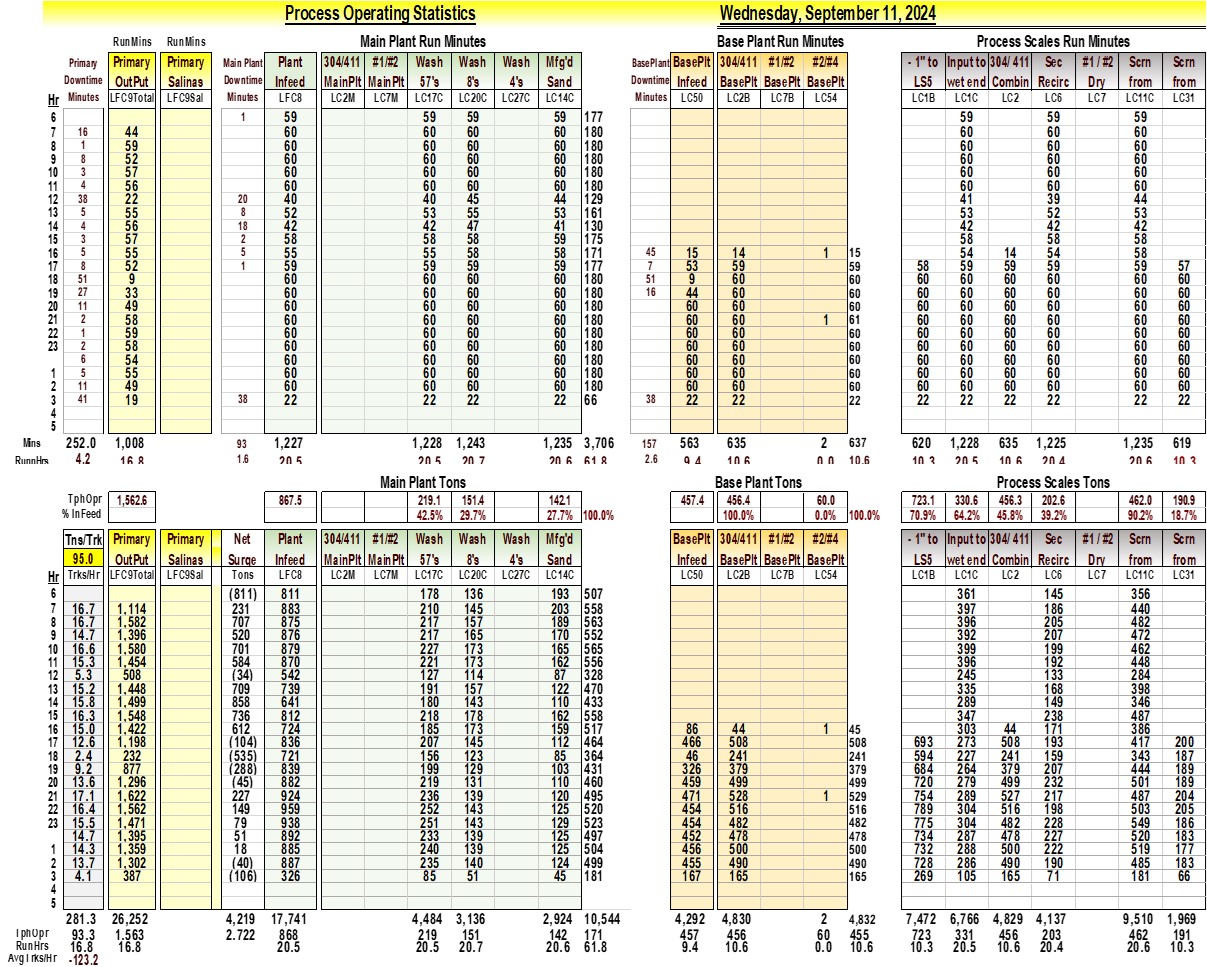 Process Operating Statistics Wednesday, September 11, 2024
RunMins RunMins Main Plant Run Minutes Base Plant Run Minutes Process Scales Run Minutes
Primary Primary Primary Main Plant Plant 304/411 #1/#2 Wash Wash Wash Mfg'd BasePlant BasePlt 304/411 #1/#2 #2/#4 - 1" to Input to 304/ 411 Sec #1 / #2 Scrn Scrn
Downtime OutPut Salinas Downtime Infeed MainPlt MainPlt 57's 8's 4's Sand Downtime Infeed BasePlt BasePlt BasePlt LS5 wet end Combin Recirc Dry from from
Hr Minutes LFC9Total LFC9Sal Minutes LFC8 LC2M LC7M LC17C LC20C LC27C LC14C Minutes LC50 LC2B LC7B LC54 LC1B LC1C LC2 LC6 LC7 LC11C LC31
6 1 59 59 59 59 177 59 59 59
7 16 44 60 60 60 60 180 60 60 60
8 1 59 60 60 60 60 180 60 60 60
9 8 52 60 60 60 60 180 60 60 60
10 3 57 60 60 60 60 180 60 60 60
11 4 56 60 60 60 60 180 60 60 60
12 38 22 20 40 40 45 44 129 41 39 44
13 5 55 8 52 53 55 53 161 53 52 53
14 4 56 18 42 42 47 41 130 42 42 42
15 3 57 2 58 58 58 59 175 58 58 58
16 5 55 5 55 55 58 58 171 45 15 14 1 15 54 14 54 58
17 8 52 1 59 59 59 59 177 7 53 59 59 58 59 59 59 59 57
18 51 9 60 60 60 60 180 51 9 60 60 60 60 60 60 60 60
19 27 33 60 60 60 60 180 16 44 60 60 60 60 60 60 60 60
20 11 49 60 60 60 60 180 60 60 60 60 60 60 60 60 60
21 2 58 60 60 60 60 180 60 60 1 61 60 60 60 60 60 60
22 1 59 60 60 60 60 180 60 60 60 60 60 60 60 60 60
23 2 58 60 60 60 60 180 60 60 60 60 60 60 60 60 60
6 54 60 60 60 60 180 60 60 60 60 60 60 60 60 60
1 5 55 60 60 60 60 180 60 60 60 60 60 60 60 60 60
2 11 49 60 60 60 60 180 60 60 60 60 60 60 60 60 60
3 41 19 38 22 22 22 22 66 38 22 22 22 22 22 22 22 22 22
4
5
Mins 252.0 1,008 93 1,227 1,228 1,243 1,235 3,706 157 563 635 2 637 620 1,228 635 1,225 1,235 619
RunnHrs 4.2 16.8 1.6 20.5 20.5 20.7 20.6 61.8 2.6 9.4 10.6 0.0 10.6 10.3 20.5 10.6 20.4 20.6 10.3
Main Plant Tons Base Plant Tons Process Scales Tons
TphOpr 1,562.6 867.5 219.1 151.4 142.1 457.4 456.4 60.0 723.1 330.6 456.3 202.6 462.0 190.9
% InFeed 42.5% 29.7% 27.7% 100.0% 100.0% 0.0% 100.0% 70.9% 64.2% 45.8% 39.2% 90.2% 18.7%
Tns/Trk Primary Primary Net Plant 304/411 #1/#2 Wash Wash Wash Mfg'd BasePlt 304/411 #1/#2 #2/#4 - 1" to Input to 304/ 411 Sec #1 / #2 Scrn Scrn
95.0 OutPut Salinas Surge Infeed MainPlt MainPlt 57's 8's 4's Sand Infeed BasePlt BasePlt BasePlt LS5 wet end Combin Recirc Dry from from
Hr Trks/Hr LFC9Total LFC9Sal Tons LFC8 LC2M LC7M LC17C LC20C LC27C LC14C LC50 LC2B LC7B LC54 LC1B LC1C LC2 LC6 LC7 LC11C LC31
6 (811) 811 178 136 193 507 361 145 356
7 16.7 1,114 231 883 210 145 203 558 397 186 440
8 16.7 1,582 707 875 217 157 189 563 396 205 482
9 14.7 1,396 520 876 217 165 170 552 392 207 472
10 16.6 1,580 701 879 227 173 165 565 399 199 462
11 15.3 1,454 584 870 221 173 162 556 396 192 448
12 5.3 508 (34) 542 127 114 87 328 245 133 284
13 15.2 1,448 709 739 191 157 122 470 335 168 398
14 15.8 1,499 858 641 180 143 110 433 289 149 346
15 16.3 1,548 736 812 218 178 162 558 347 238 487
16 15.0 1,422 612 724 185 173 159 517 86 44 1 45 303 44 171 386
17 12.6 1,198 (104) 836 207 145 112 464 466 508 508 693 273 508 193 417 200
18 2.4 232 (535) 721 156 123 85 364 46 241 241 594 227 241 159 343 187
19 9.2 877 (288) 839 199 129 103 431 326 379 379 684 264 379 207 444 189
20 13.6 1,296 (45) 882 219 131 110 460 459 499 499 720 279 499 232 501 189
21 17.1 1,622 227 924 236 139 120 495 471 528 1 529 754 289 527 217 487 204
22 16.4 1,562 149 959 252 143 125 520 454 516 516 789 304 516 198 503 205
23 15.5 1,471 79 938 251 143 129 523 454 482 482 775 304 482 228 549 186
14.7 1,395 51 892 233 139 125 497 452 478 478 734 287 478 227 520 183
1 14.3 1,359 18 885 240 139 125 504 456 500 500 732 288 500 222 519 177
2 13.7 1,302 (40) 887 235 140 124 499 455 490 490 728 286 490 190 485 183
3 4.1 387 (106) 326 85 51 45 181 167 165 165 269 105 165 71 181 66
4
5
281.3 26,252 4,219 17,741 4,484 3,136 2,924 10,544 4,292 4,830 2 4,832 7,472 6,766 4,829 4,137 9,510 1,969
TphOpr 93.3 1,563 2.722 868 219 151 142 171 457 456 60 455 723 331 456 203 462 191
RunHrs 16.8 16.8 20.5 20.5 20.7 20.6 61.8 9.4 10.6 0.0 10.6 10.3 20.5 10.6 20.4 20.6 10.3
AvgTrks/Hr -123.2